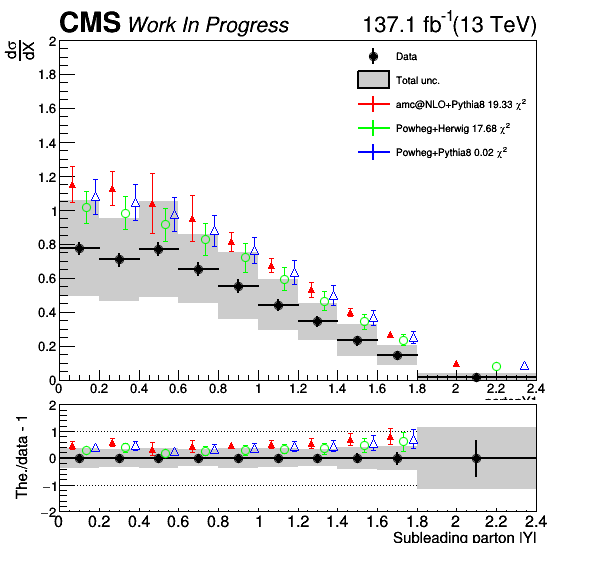 CMS Work In Progress 137.1 fb⁻¹(13 TeV)
dσ
dX
2
1.8
1.6
1.4
1.2
1
0.8
0.6
0.4
0.2
0
Data
Total unc.
amc@NLO+Pythia8 19.33 χ²
Powheg+Herwig 17.68 χ²
Powheg+Pythia8 0.02 χ²
0 0.2 0.4 0.6 0.8 1 1.2 1.4 1.6 1.8 2 2.2 2.4
The./data - 1
2
1
0
−1
−2
0 0.2 0.4 0.6 0.8 1 1.2 1.4 1.6 1.8 2 2.2 2.4
Subleading parton |Y|